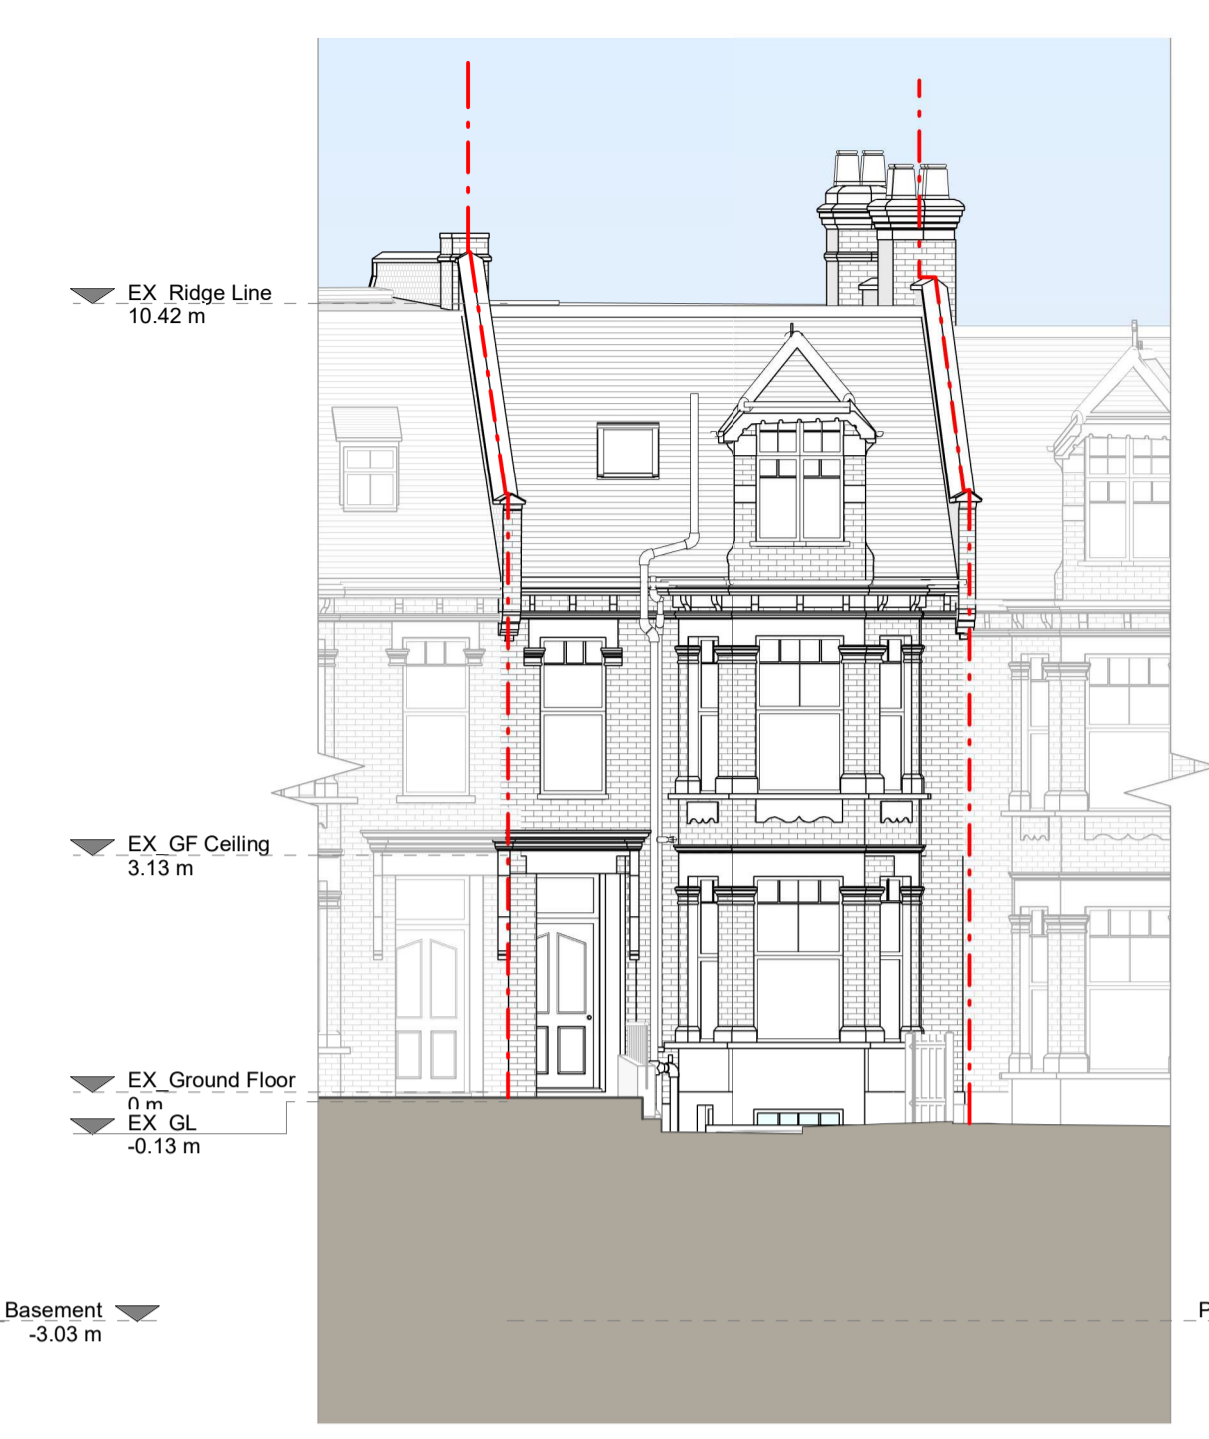 EX_Ridge Line
10.42 m
EX_GF Ceiling
3.13 m
EX_Ground Floor
0 m
EX_GL
-0.13 m
Basement
-3.03 m
P